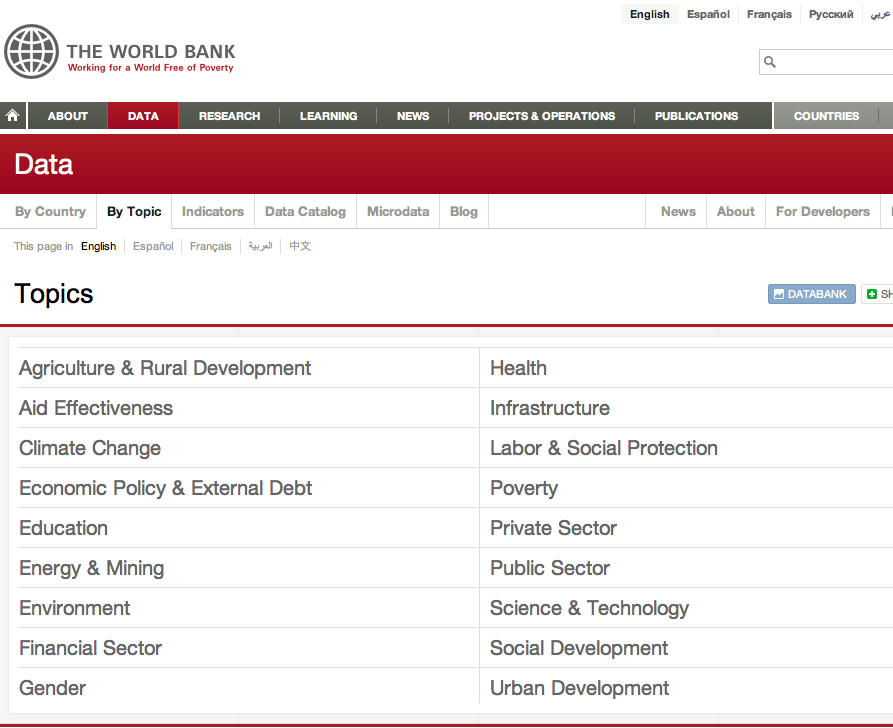 English Español Français Русский عربي
THE WORLD BANK
Working for a World Free of Poverty
ABOUT DATA RESEARCH LEARNING NEWS PROJECTS & OPERATIONS PUBLICATIONS COUNTRIES
Data
By Country By Topic Indicators Data Catalog Microdata Blog News About For Developers
This page in English Español Français العربية 中文
Topics
DATABANK SH
Agriculture & Rural Development
Aid Effectiveness
Climate Change
Economic Policy & External Debt
Education
Energy & Mining
Environment
Financial Sector
Gender
Health
Infrastructure
Labor & Social Protection
Poverty
Private Sector
Public Sector
Science & Technology
Social Development
Urban Development